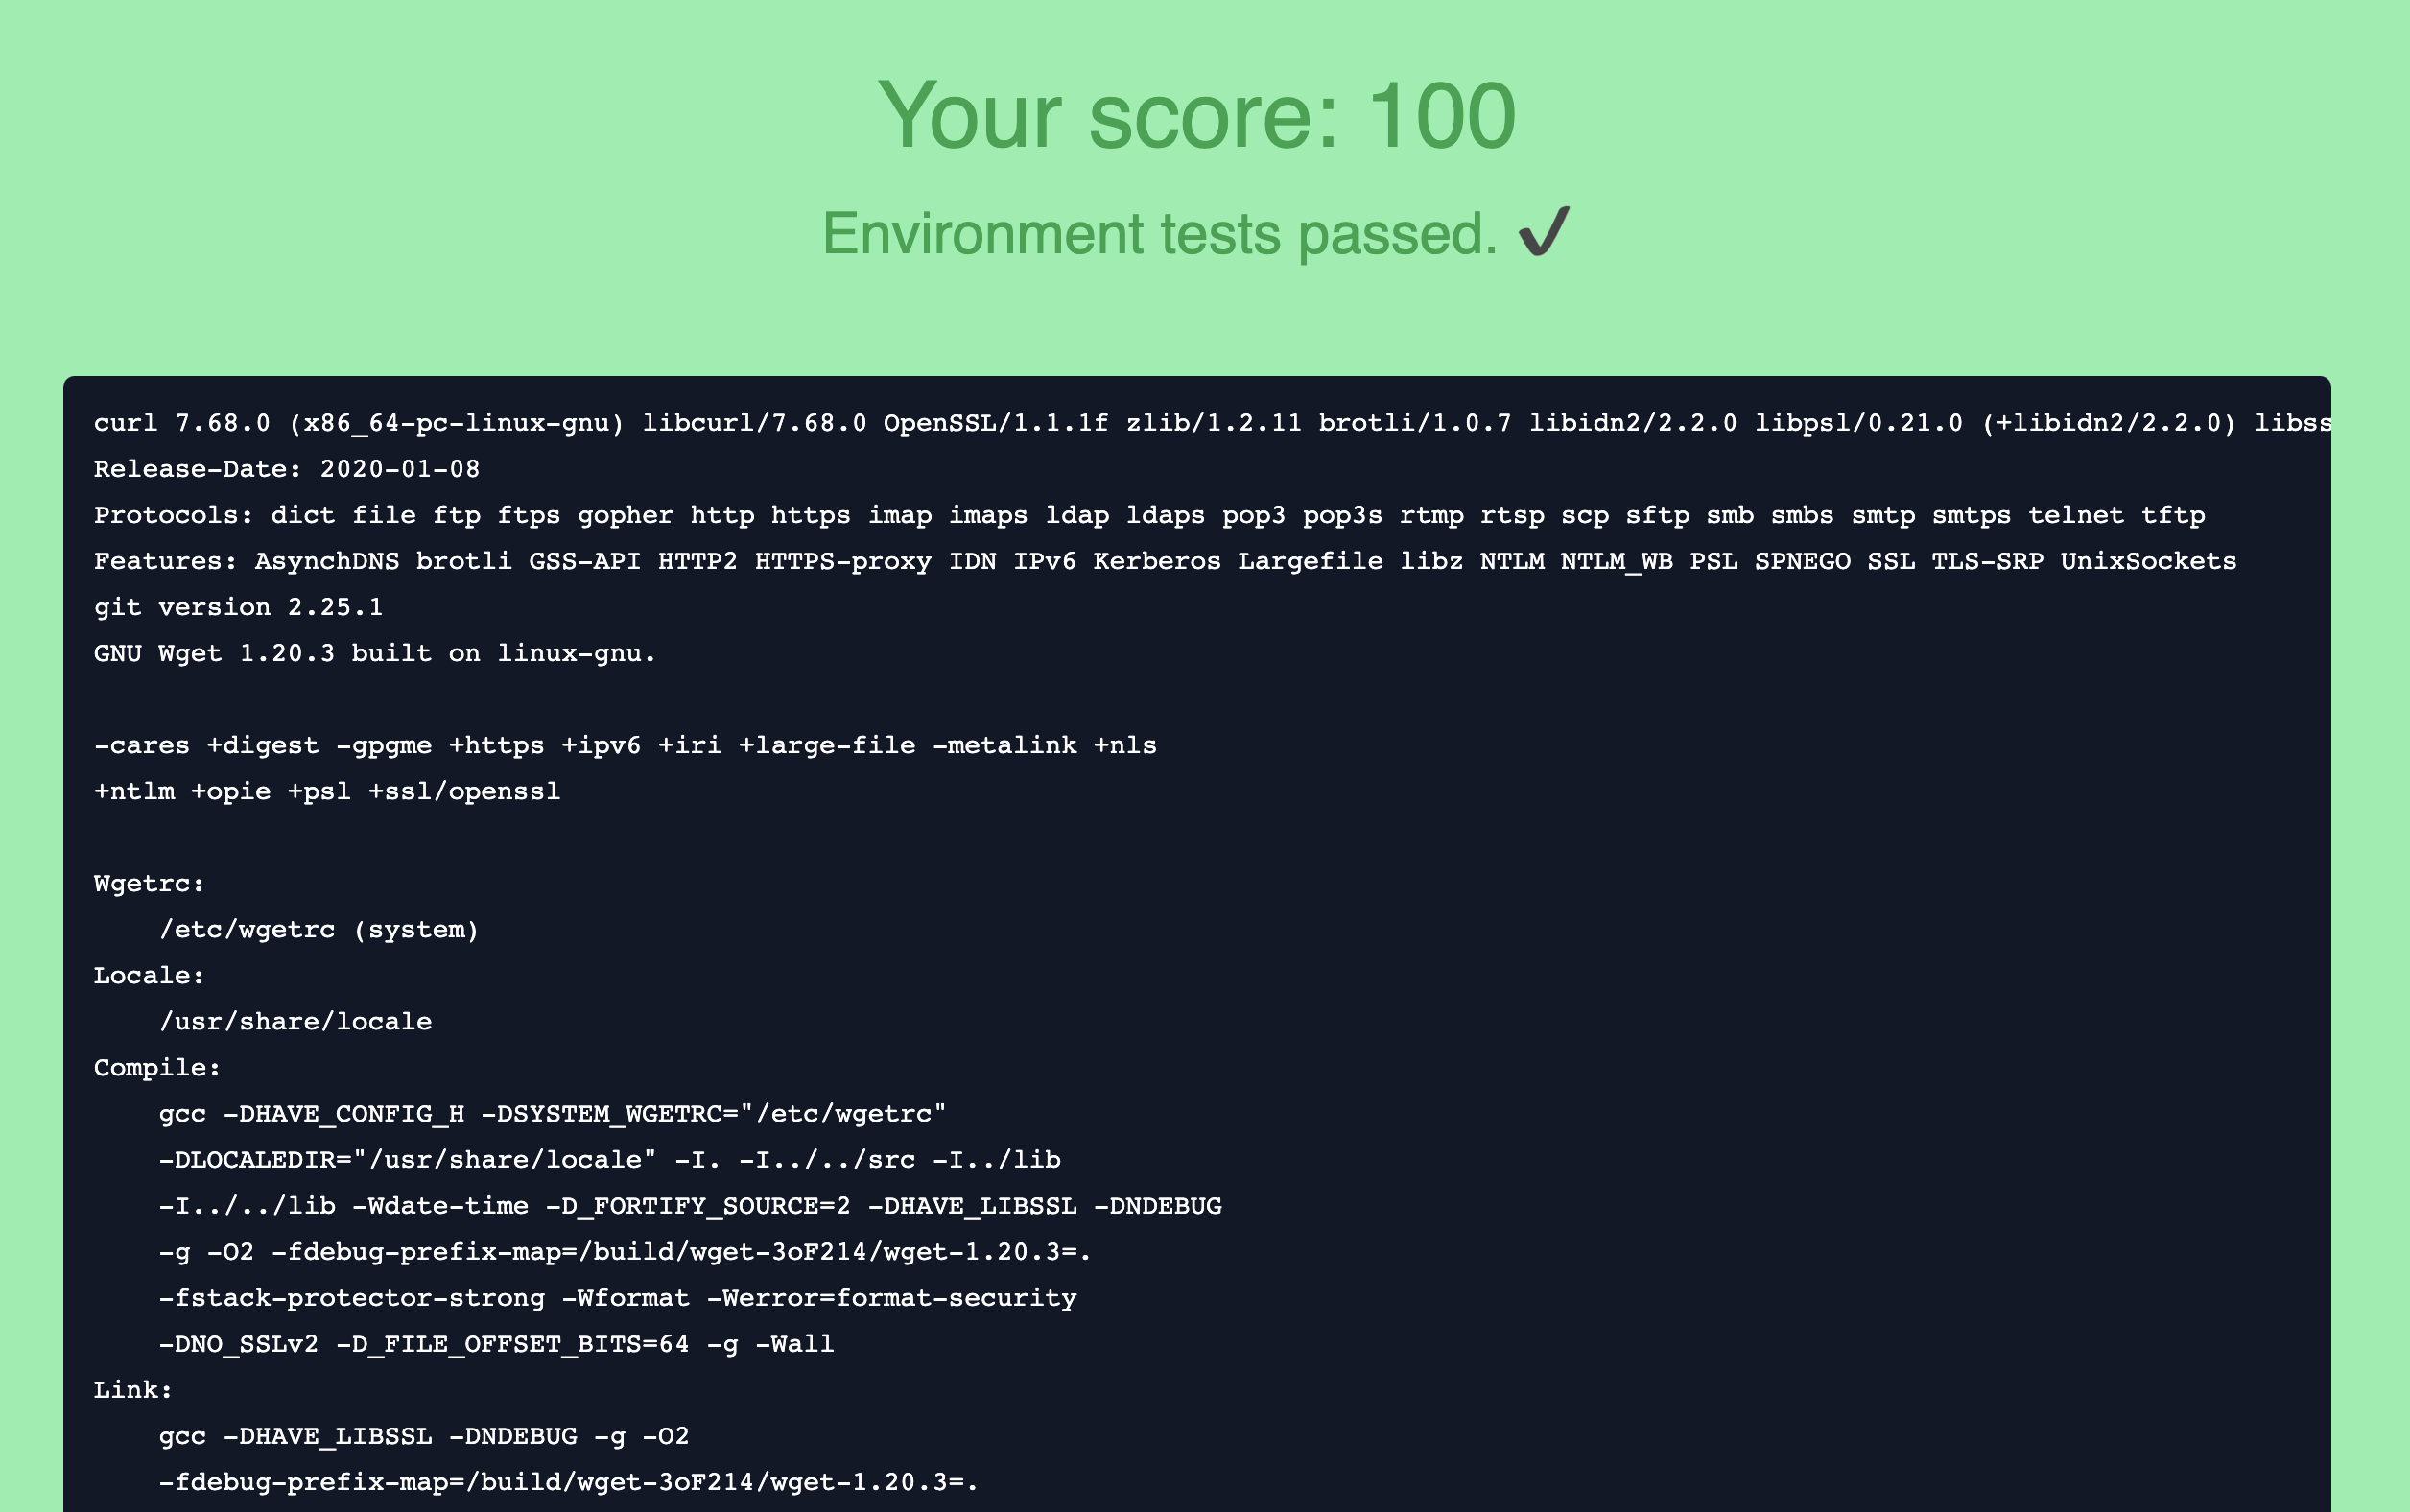 Your score: 100
Environment tests passed. ✔
curl 7.68.0 (x86_64-pc-linux-gnu) libcurl/7.68.0 OpenSSL/1.1.1f zlib/1.2.11 brotli/1.0.7 libidn2/2.2.0 libpsl/0.21.0 (+libidn2/2.2.0) libss
Release-Date: 2020-01-08
Protocols: dict file ftp ftps gopher http https imap imaps ldap ldaps pop3 pop3s rtmp rtsp scp sftp smb smbs smtp smtps telnet tftp
Features: AsynchDNS brotli GSS-API HTTP2 HTTPS-proxy IDN IPv6 Kerberos Largefile libz NTLM NTLM_WB PSL SPNEGO SSL TLS-SRP UnixSockets
git version 2.25.1
GNU Wget 1.20.3 built on linux-gnu.
-cares +digest -gpgme +https +ipv6 +iri +large-file -metalink +nls
+ntlm +opie +psl +ssl/openssl
Wgetrc:
/etc/wgetrc (system)
Locale:
/usr/share/locale
Compile:
gcc -DHAVE_CONFIG_H -DSYSTEM_WGETRC="/etc/wgetrc"
-DLOCALEDIR="/usr/share/locale" -I. -I../../src -I../lib
-I../../lib -Wdate-time -D_FORTIFY_SOURCE=2 -DHAVE_LIBSSL -DNDEBUG
-g -O2 -fdebug-prefix-map=/build/wget-3oF214/wget-1.20.3=.
-fstack-protector-strong -Wformat -Werror=format-security
-DNO_SSLv2 -D_FILE_OFFSET_BITS=64 -g -Wall
Link:
gcc -DHAVE_LIBSSL -DNDEBUG -g -O2
-fdebug-prefix-map=/build/wget-3oF214/wget-1.20.3=.